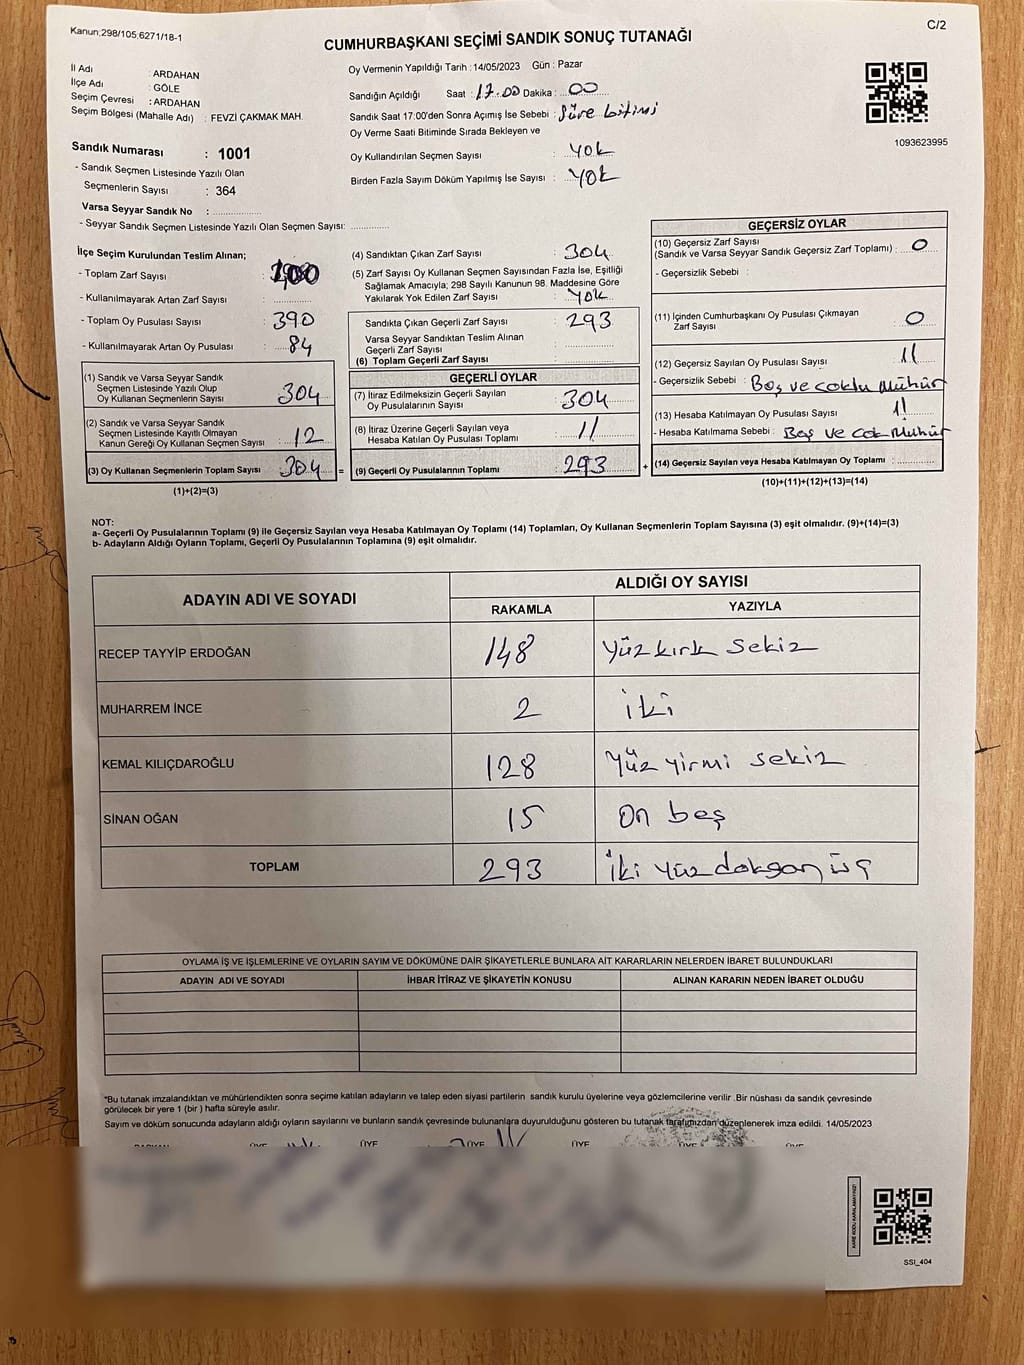 Kanun;298/105;6271/18-1
C/2
CUMHURBAŞKANI SEÇİMİ SANDIK SONUÇ TUTANAĞI
İl Adı : ARDAHAN
İlçe Adı : GÖLE
Seçim Çevresi : ARDAHAN
Seçim Bölgesi (Mahalle Adı) : FEVZİ ÇAKMAK MAH.
Sandık Numarası : 1001
- Sandık Seçmen Listesinde Yazılı Olan
Seçmenlerin Sayısı : 364
Varsa Seyyar Sandık No : ..................
- Seyyar Sandık Seçmen Listesinde Yazılı Olan Seçmen Sayısı: ..............
Oy Vermenin Yapıldığı Tarih : 14/05/2023 Gün : Pazar
Sandığın Açıldığı Saat : 17.00 Dakika : 00
Sandık Saat 17:00'den Sonra Açımış İse Sebebi : Süre bitimi
Oy Verme Saati Bitiminde Sırada Bekleyen ve
Oy Kullandırılan Seçmen Sayısı : Yok
Birden Fazla Sayım Döküm Yapılmış İse Sayısı : Yok
1093623995
İlçe Seçim Kurulundan Teslim Alınan;
- Toplam Zarf Sayısı :
- Kullanılmayarak Artan Zarf Sayısı : ..............
- Toplam Oy Pusulası Sayısı : 390
- Kullanılmayarak Artan Oy Pusulası : 84
(1) Sandık ve Varsa Seyyar Sandık
Seçmen Listesinde Yazılı Olup
Oy Kullanan Seçmenlerin Sayısı : 304
(2) Sandık ve Varsa Seyyar Sandık
Seçmen Listesinde Kayıtlı Olmayan
Kanun Gereği Oy Kullanan Seçmen Sayısı : 12
(3) Oy Kullanan Seçmenlerin Toplam Sayısı : 304 =
(1)+(2)=(3)
(4) Sandıktan Çıkan Zarf Sayısı : 304
(5) Zarf Sayısı Oy Kullanan Seçmen Sayısından Fazla İse, Eşitliği
Sağlamak Amacıyla; 298 Sayılı Kanunun 98. Maddesine Göre
Yakılarak Yok Edilen Zarf Sayısı : Yok
Sandıkta Çıkan Geçerli Zarf Sayısı : 293
Varsa Seyyar Sandıktan Teslim Alınan
Geçerli Zarf Sayısı : ..............
(6) Toplam Geçerli Zarf Sayısı : ..............
GEÇERLİ OYLAR
(7) İtiraz Edilmeksizin Geçerli Sayılan
Oy Pusulalarının Sayısı : 304
(8) İtiraz Üzerine Geçerli Sayılan veya
Hesaba Katılan Oy Pusulası Toplamı : 11
(9) Geçerli Oy Pusulalarının Toplamı : 293 +
GEÇERSİZ OYLAR
(10) Geçersiz Zarf Sayısı
(Sandık ve Varsa Seyyar Sandık Geçersiz Zarf Toplamı) : 0
- Geçersizlik Sebebi :
(11) İçinden Cumhurbaşkanı Oy Pusulası Çıkmayan
Zarf Sayısı : 0
(12) Geçersiz Sayılan Oy Pusulası Sayısı : 11
- Geçersizlik Sebebi : Boş ve Çoklu Mühür
(13) Hesaba Katılmayan Oy Pusulası Sayısı : 11
- Hesaba Katılmama Sebebi : Boş ve Çok Mühür
(14) Geçersiz Sayılan veya Hesaba Katılmayan Oy Toplamı : ..............
(10)+(11)+(12)+(13)=(14)
NOT:
a- Geçerli Oy Pusulalarının Toplamı (9) ile Geçersiz Sayılan veya Hesaba Katılmayan Oy Toplamı (14) Toplamları, Oy Kullanan Seçmenlerin Toplam Sayısına (3) eşit olmalıdır. (9)+(14)=(3)
b- Adayların Aldığı Oyların Toplamı, Geçerli Oy Pusulalarının Toplamına (9) eşit olmalıdır.
ADAYIN ADI VE SOYADI ALDIĞI OY SAYISI
RAKAMLA YAZIYLA
RECEP TAYYİP ERDOĞAN 148 Yüz kırk sekiz
MUHARREM İNCE 2 iki
KEMAL KILIÇDAROĞLU 128 Yüz yirmi sekiz
SİNAN OĞAN 15 On beş
TOPLAM 293 İki yüz doksan üç
OYLAMA İŞ VE İŞLEMLERİNE VE OYLARIN SAYIM VE DÖKÜMÜNE DAİR ŞİKAYETLERLE BUNLARA AİT KARARLARIN NELERDEN İBARET BULUNDUKLARI
ADAYIN ADI VE SOYADI İHBAR İTİRAZ VE ŞİKAYETİN KONUSU ALINAN KARARIN NEDEN İBARET OLDUĞU
"Bu tutanak imzalandıktan ve mühürlendikten sonra seçime katılan adayların ve talep eden siyasi partilerin sandık kurulu üyelerine veya gözlemcilerine verilir .Bir nüshası da sandık çevresinde
görülecek bir yere 1 (bir ) hafta süreyle asılır.
Sayım ve döküm sonucunda adayların aldığı oyların sayılarını ve bunların sandık çevresinde bulunanlara duyurulduğunu gösteren bu tutanak tarafımızdan düzenlenerek imza edildi. 14/05/2023
ÜYE ÜYE ÜYE ÜYE ÜYE ÜYE
KARE KODU KARALAMAYINIZ!
SSI_404